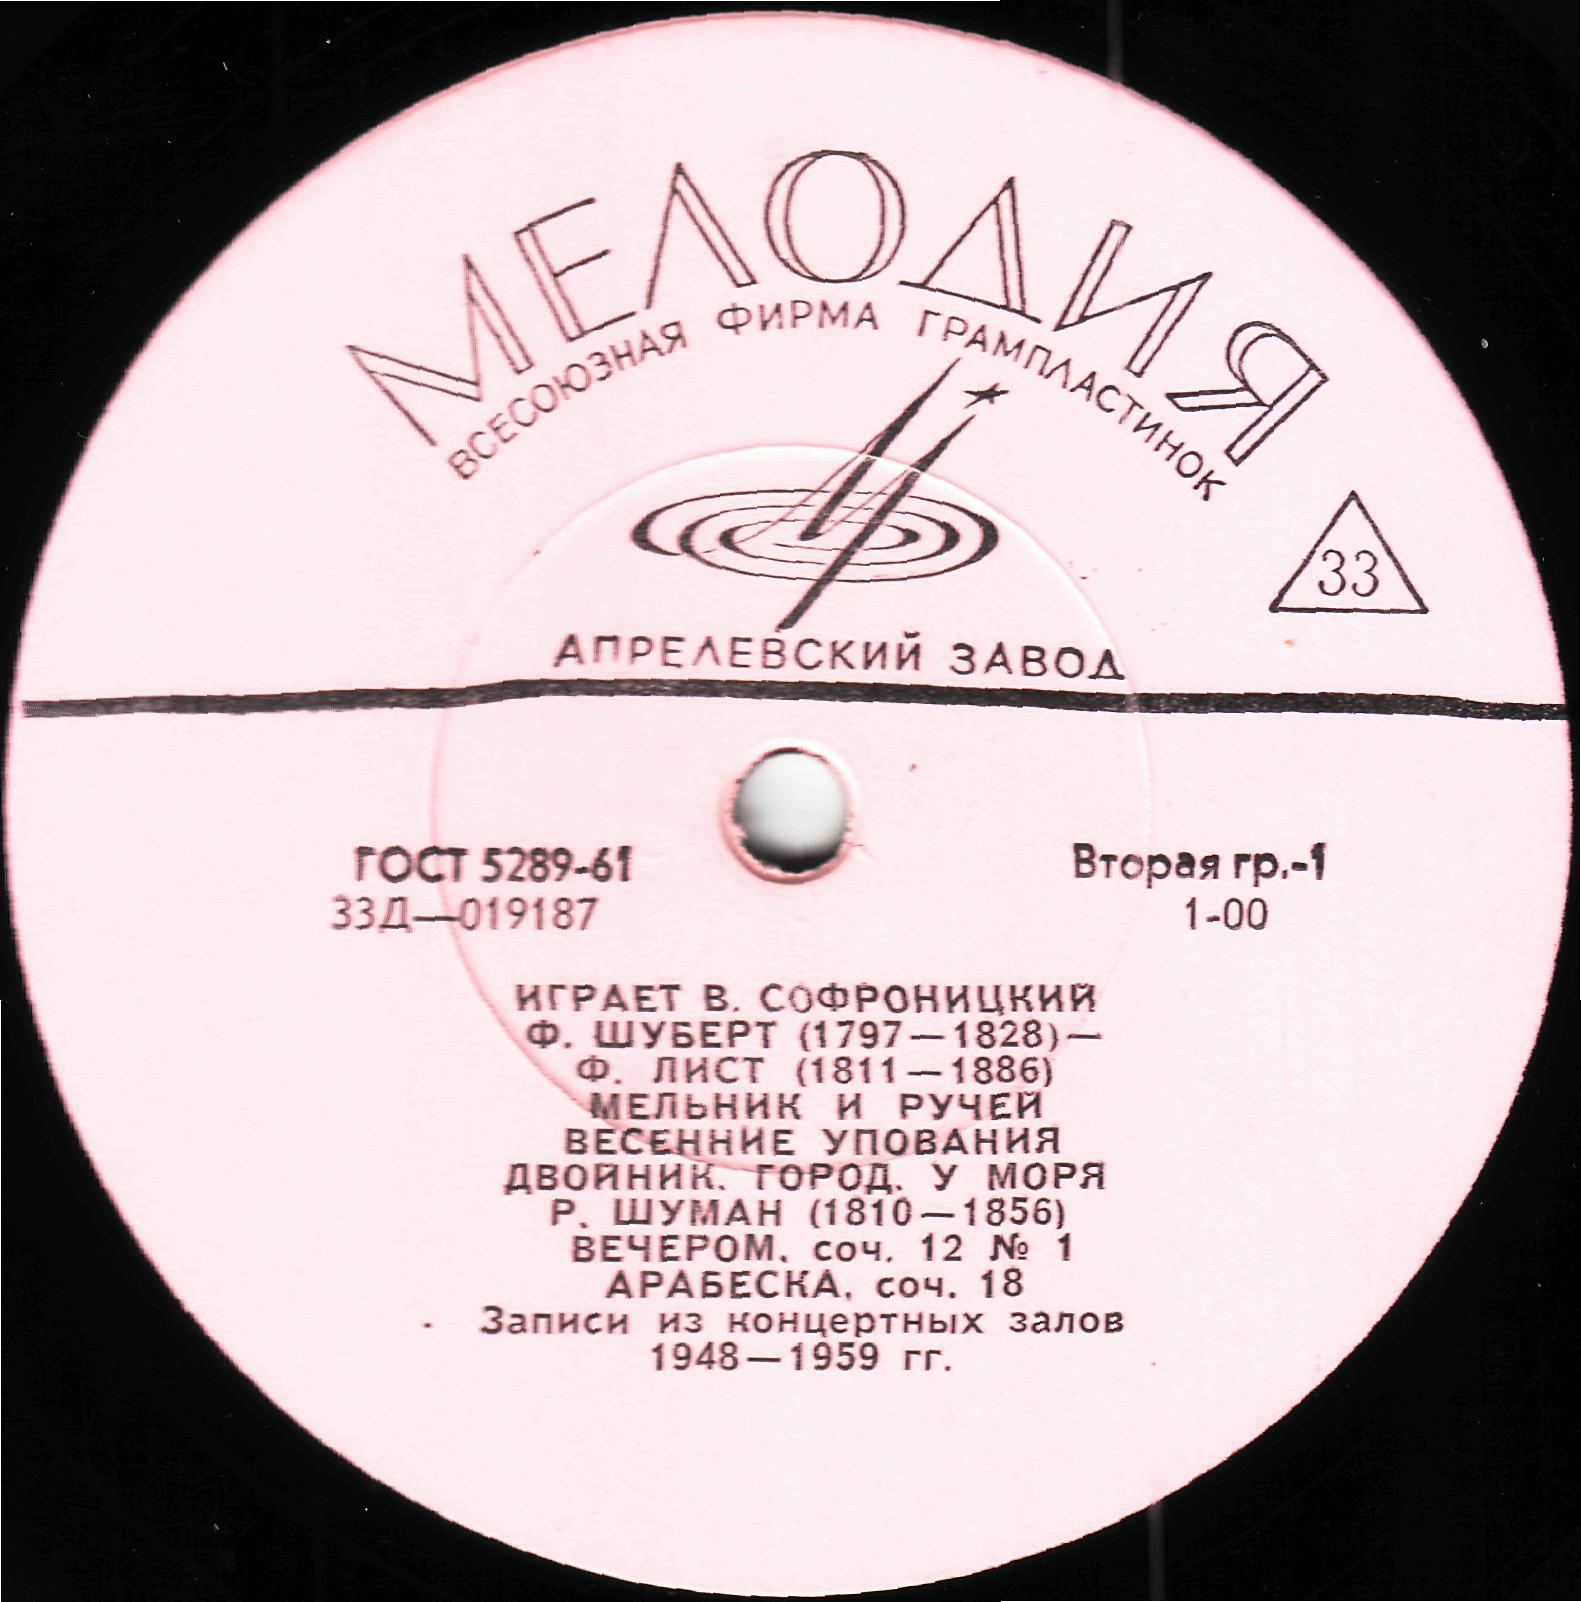 МЕЛОДИЯ
ВСЕСОЮЗНАЯ ФИРМА ГРАМПЛАСТИНОК
33
АПРЕЛЕВСКИЙ ЗАВОД
ГОСТ 5289-61
Вторая гр.-1
33Д—019187
1-00
ИГРАЕТ В. СОФРОНИЦКИЙ
Ф. ШУБЕРТ (1797—1828)—
Ф. ЛИСТ (1811—1886)
МЕЛЬНИК И РУЧЕЙ
ВЕСЕННИЕ УПОВАНИЯ
ДВОЙНИК. ГОРОД. У МОРЯ
Р. ШУМАН (1810—1856)
ВЕЧЕРОМ, соч. 12 № 1
АРАБЕСКА, соч. 18
Записи из концертных залов
1948—1959 гг.